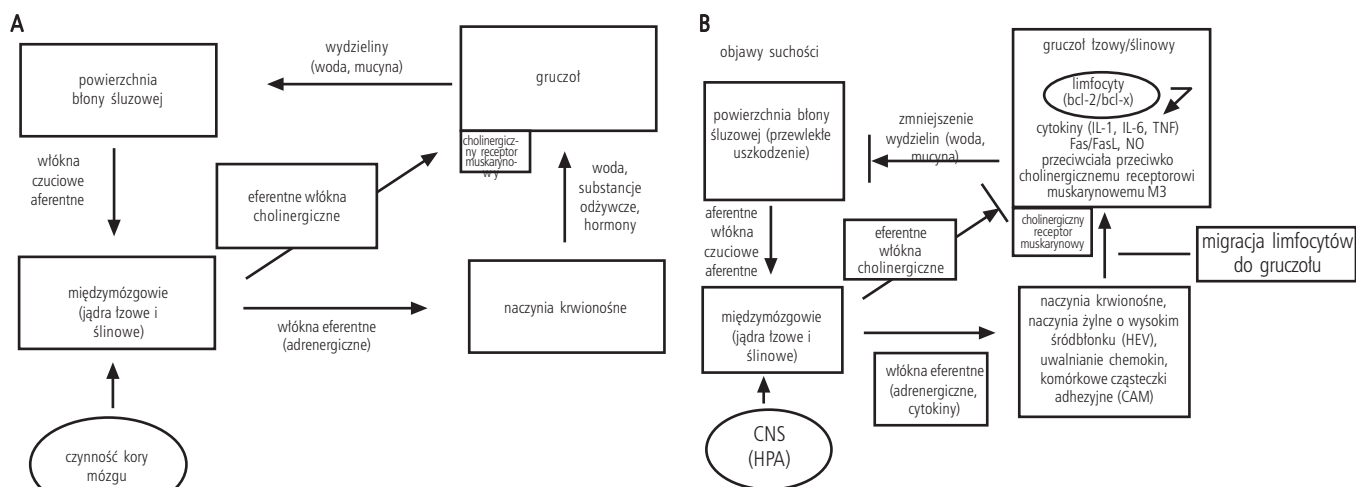 A
powierzchnia
błony śluzowej
wydzieliny
(woda, mucyna)
gruczoł
cholinergicz-
ny receptor
muskaryno-
wy
włókna
czuciowe
aferentne
eferentne włókna
cholinergiczne
woda,
substancje
odżywcze,
hormony
międzymózgowie
(jądra łzowe i
ślinowe)
włókna eferentne
(adrenergiczne)
naczynia krwionośne
czynność kory
mózgu
B
objawy suchości
gruczoł łzowy/ślinowy
limfocyty
(bcl-2/bcl-x)
cytokiny (IL-1, IL-6, TNF)
Fas/FasL, NO
przeciwciała przeciwko
cholinergicznemu receptorowi
muskarynowemu M3
powierzchnia błony
śluzowej (przewlekłe
uszkodzenie)
zmniejszenie
wydzielin (woda,
mucyna)
cholinergiczny
receptor
muskarynowy
aferentne
włókna
czuciowe
aferentne
eferentne
włókna
cholinergiczne
migracja limfocytów
do gruczołu
międzymózgowie
(jądra łzowe i
ślinowe)
włókna eferentne
(adrenergiczne,
cytokiny)
naczynia krwionośne,
naczynia żylne o wysokim
śródbłonku (HEV),
uwalnianie chemokin,
komórkowe cząsteczki
adhezyjne (CAM)
CNS
(HPA)